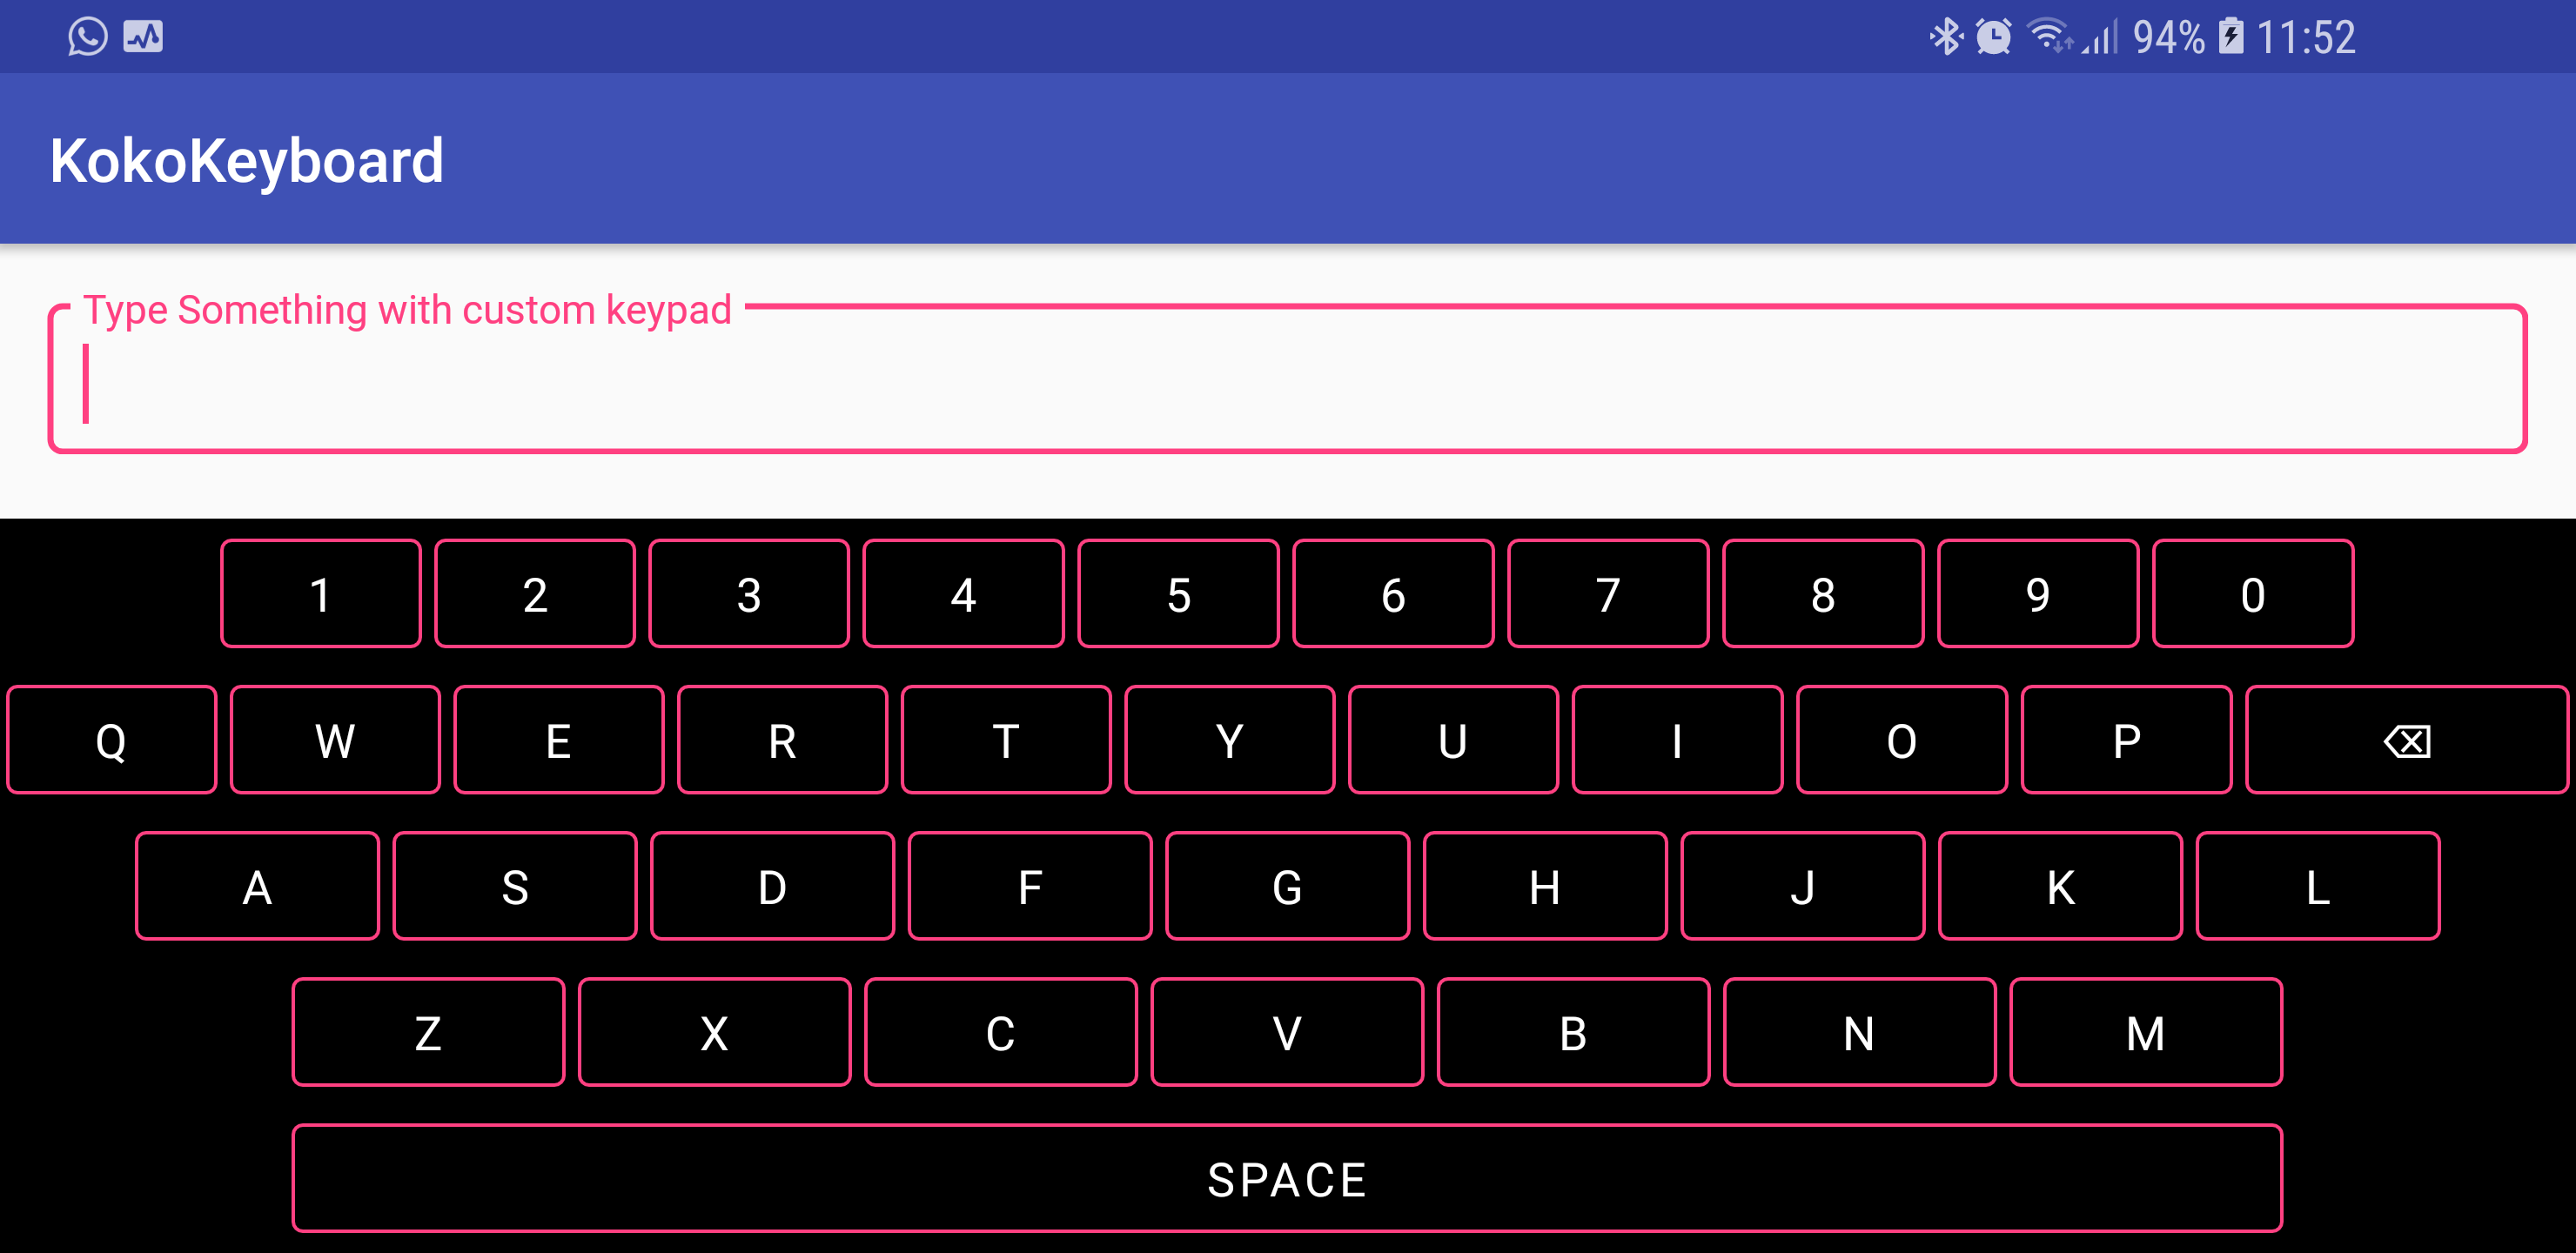 94% 11:52
KokoKeyboard
Type Something with custom keypad
1 2 3 4 5 6 7 8 9 0
Q W E R T Y U I O P
A S D F G H J K L
Z X C V B N M
SPACE